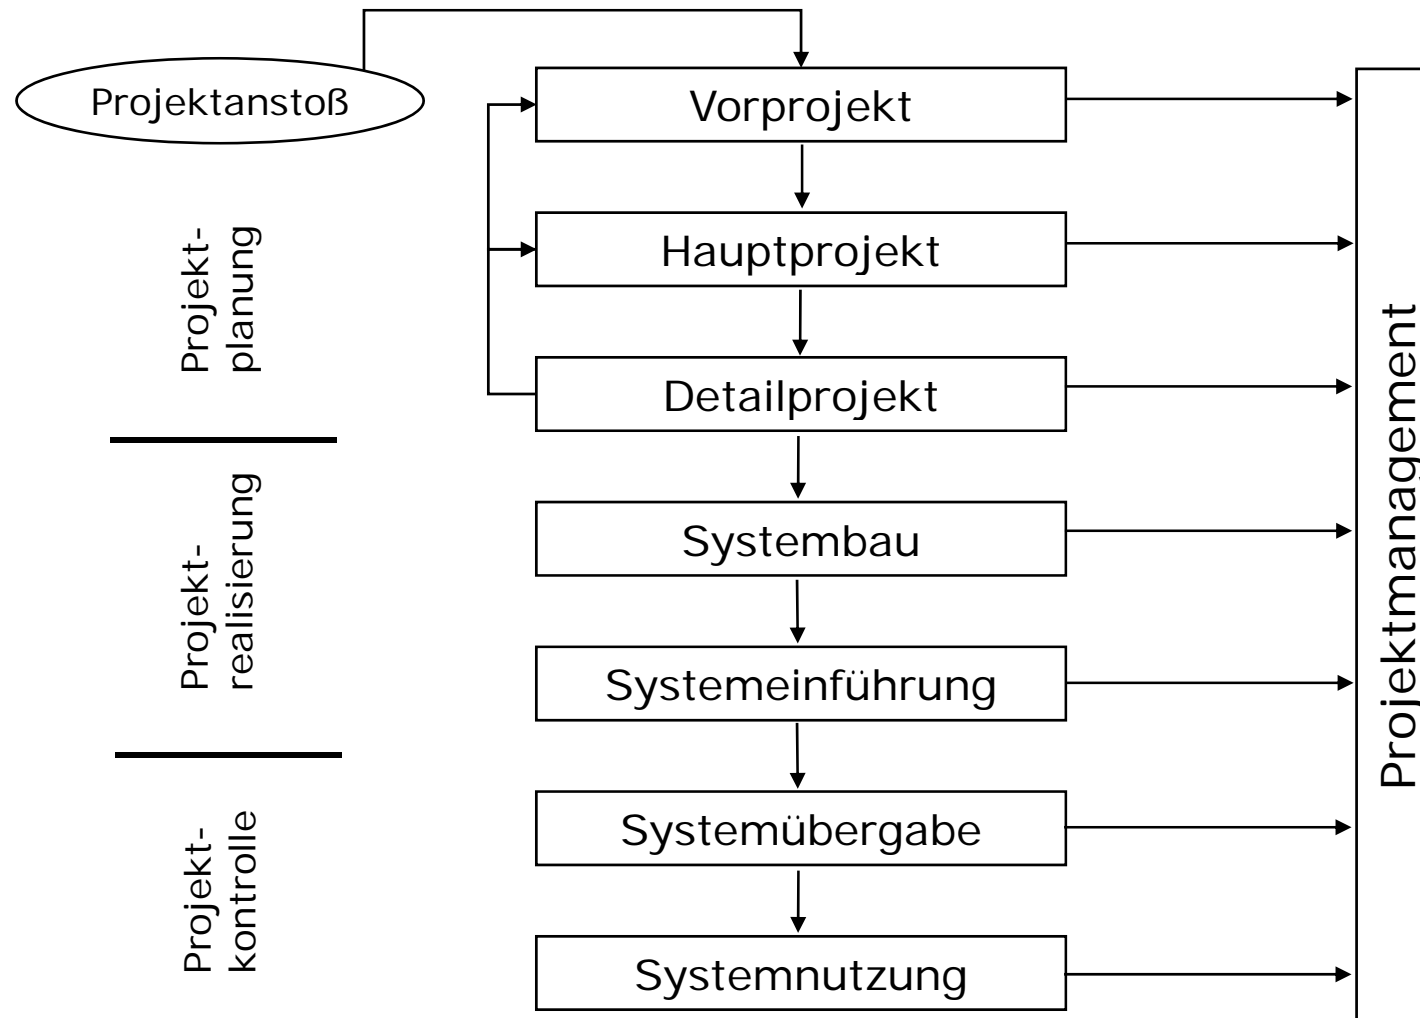 Projektanstoß
Vorprojekt
Hauptprojekt
Detailprojekt
Systembau
Systemeinführung
Systemübergabe
Systemnutzung
Projekt-
planung
Projekt-
realisierung
Projekt-
kontrolle
Projektmanagement